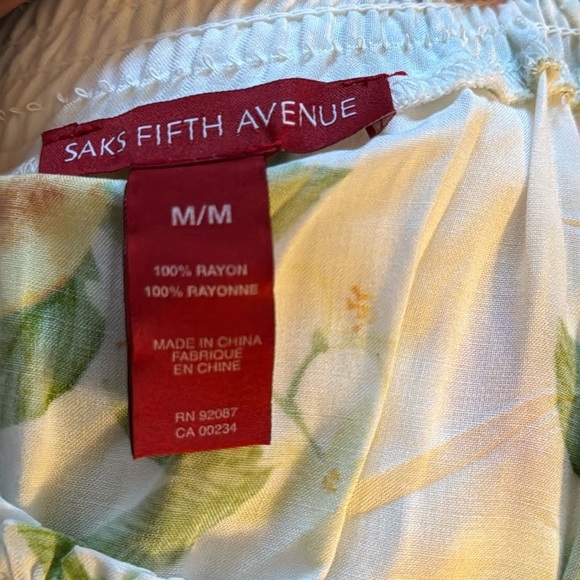 SAKS FIFTH AVENUE
M/M
100% RAYON
100% RAYONNE
MADE IN CHINA
FABRIQUE
EN CHINE
RN 92087
CA 00234